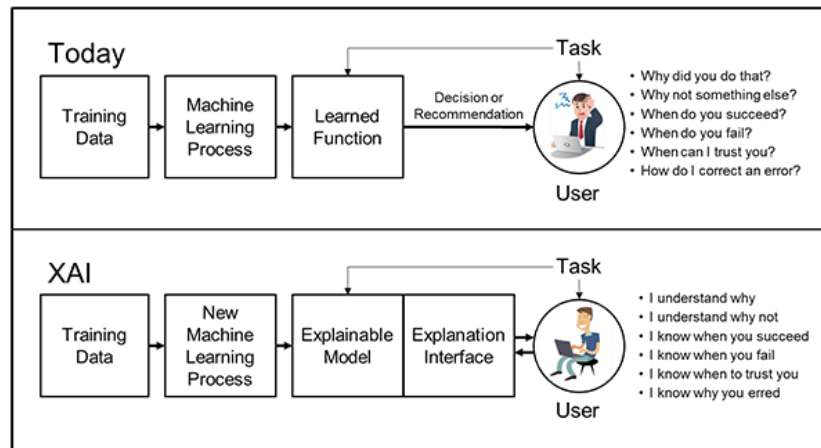 Today
Task
Training
Data
Machine
Learning
Process
Learned
Function
Decision or
Recommendation
User
• Why did you do that?
• Why not something else?
• When do you succeed?
• When do you fail?
• When can I trust you?
• How do I correct an error?
XAI
Task
Training
Data
New
Machine
Learning
Process
Explainable
Model
Explanation
Interface
User
• I understand why
• I understand why not
• I know when you succeed
• I know when you fail
• I know when to trust you
• I know why you erred